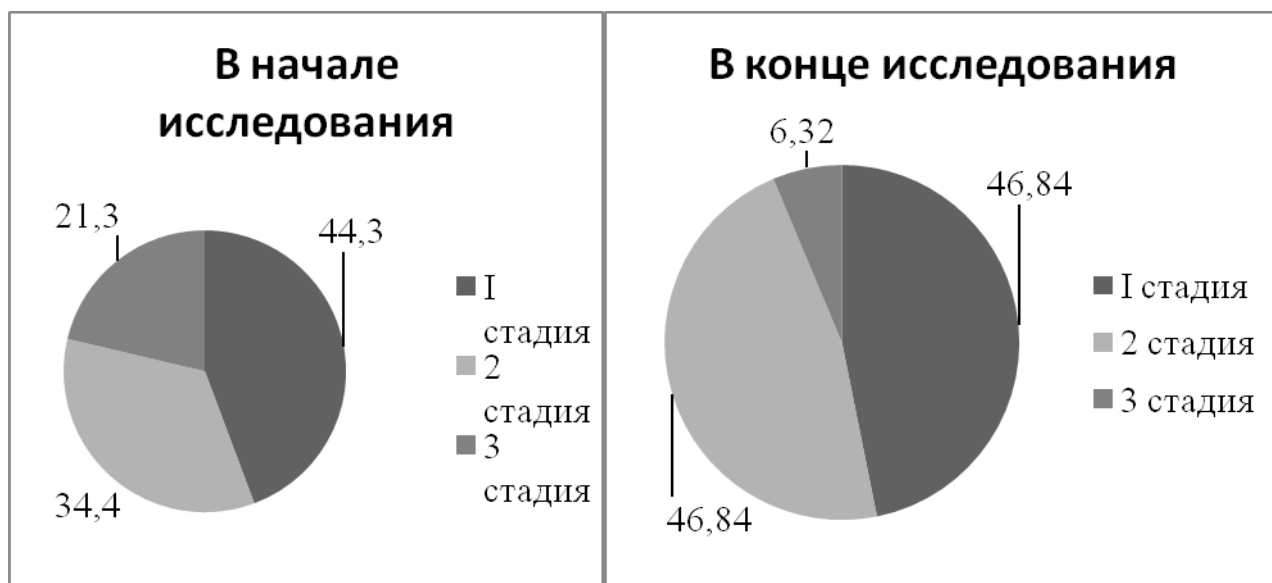 В начале
исследования
21,3
44,3
34,4
I
стадия
2
стадия
3
стадия
В конце исследования
6,32
46,84
46,84
I стадия
2 стадия
3 стадия